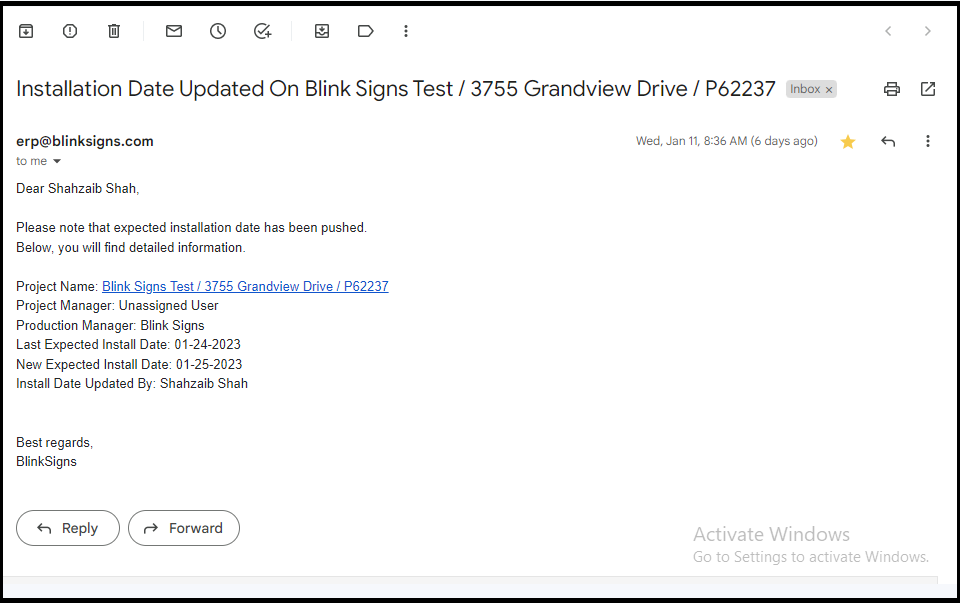 Installation Date Updated On Blink Signs Test / 3755 Grandview Drive / P62237 Inbox ×
erp@blinksigns.com Wed, Jan 11, 8:36 AM (6 days ago)
to me
Dear Shahzaib Shah,
Please note that expected installation date has been pushed.
Below, you will find detailed information.
Project Name: Blink Signs Test / 3755 Grandview Drive / P62237
Project Manager: Unassigned User
Production Manager: Blink Signs
Last Expected Install Date: 01-24-2023
New Expected Install Date: 01-25-2023
Install Date Updated By: Shahzaib Shah
Best regards,
BlinkSigns
Reply Forward
Activate Windows
Go to Settings to activate Windows.